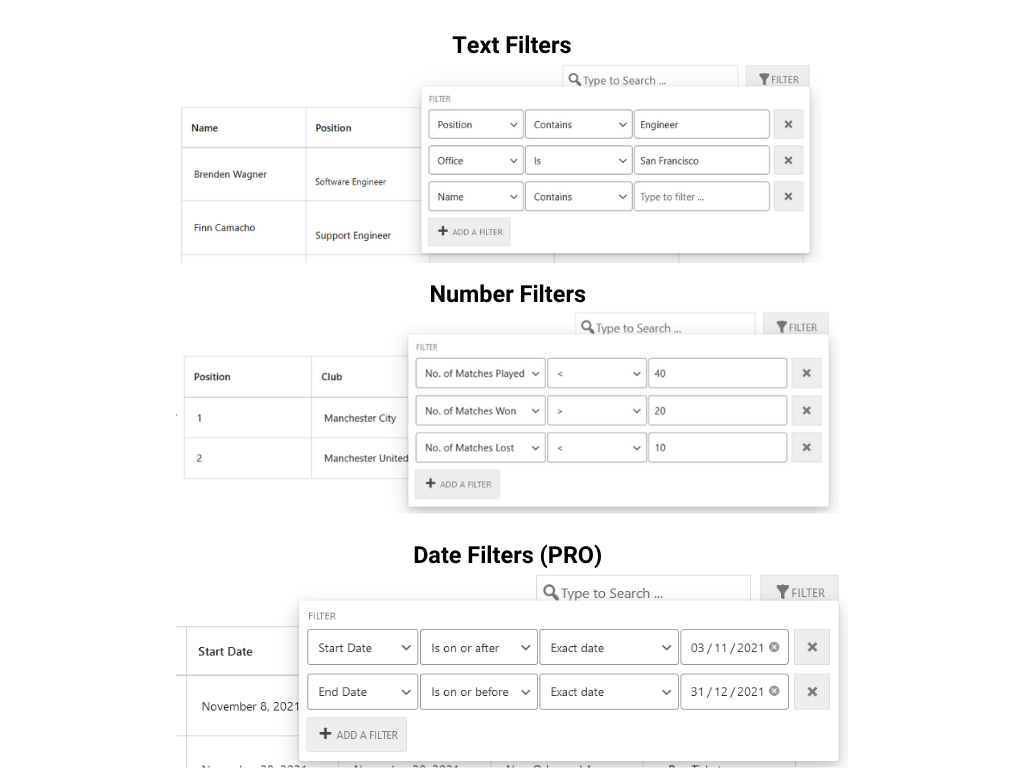 Text Filters
Type to Search ...
FILTER
FILTER
Name
Position
Position
Contains
Engineer
Brenden Wagner
Software Engineer
Office
Is
San Francisco
Name
Contains
Type to filter ...
Finn Camacho
Support Engineer
ADD A FILTER
Number Filters
Type to Search ...
FILTER
FILTER
Position
Club
No. of Matches Played
<
40
1
Manchester City
No. of Matches Won
>
20
2
Manchester United
No. of Matches Lost
<
10
ADD A FILTER
Date Filters (PRO)
Type to Search ...
FILTER
FILTER
Start Date
Start Date
Is on or after
Exact date
03 / 11 / 2021
November 8, 2021
End Date
Is on or before
Exact date
31 / 12 / 2021
ADD A FILTER